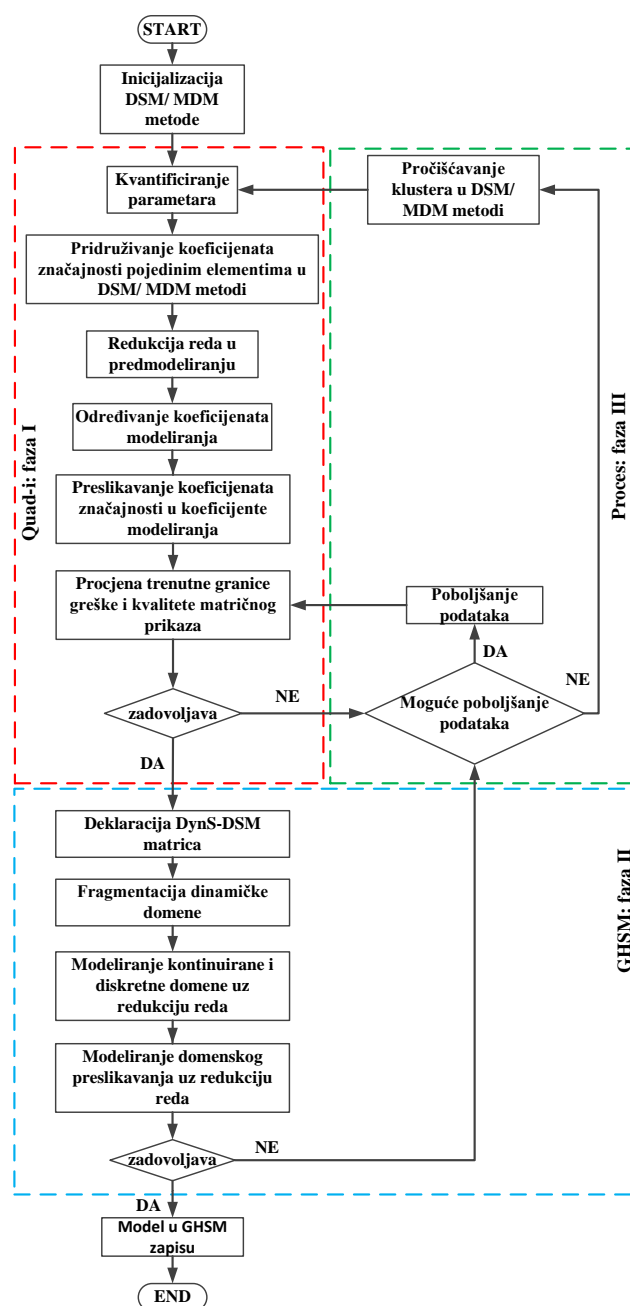 START
Inicijalizacija
DSM/ MDM
metode
Kvantificiranje
parametara
Pročišćavanje
klustera u DSM/
MDM metodi
Pridruživanje koeficijenata
značajnosti pojedinim elementima u
DSM/ MDM metodi
Redukcija reda u
predmodeliranju
Određivanje koeficijenata
modeliranja
Preslikavanje koeficijenata
značajnosti u koeficijente
modeliranja
Procjena trenutne granice
greške i kvalitete matričnog
prikaza
Poboljšanje
podataka
DA
zadovoljava
NE
Moguće poboljšanje
podataka
NE
DA
Quad-i: faza I
Proces: faza III
Deklaracija DynS-DSM
matrica
Fragmentacija dinamičke
domene
Modeliranje kontinuirane i
diskretne domene uz
redukciju reda
Modeliranje domenskog
preslikavanja uz redukciju
reda
zadovoljava
NE
DA
GHSM: faza II
Model u GHSM
zapisu
END